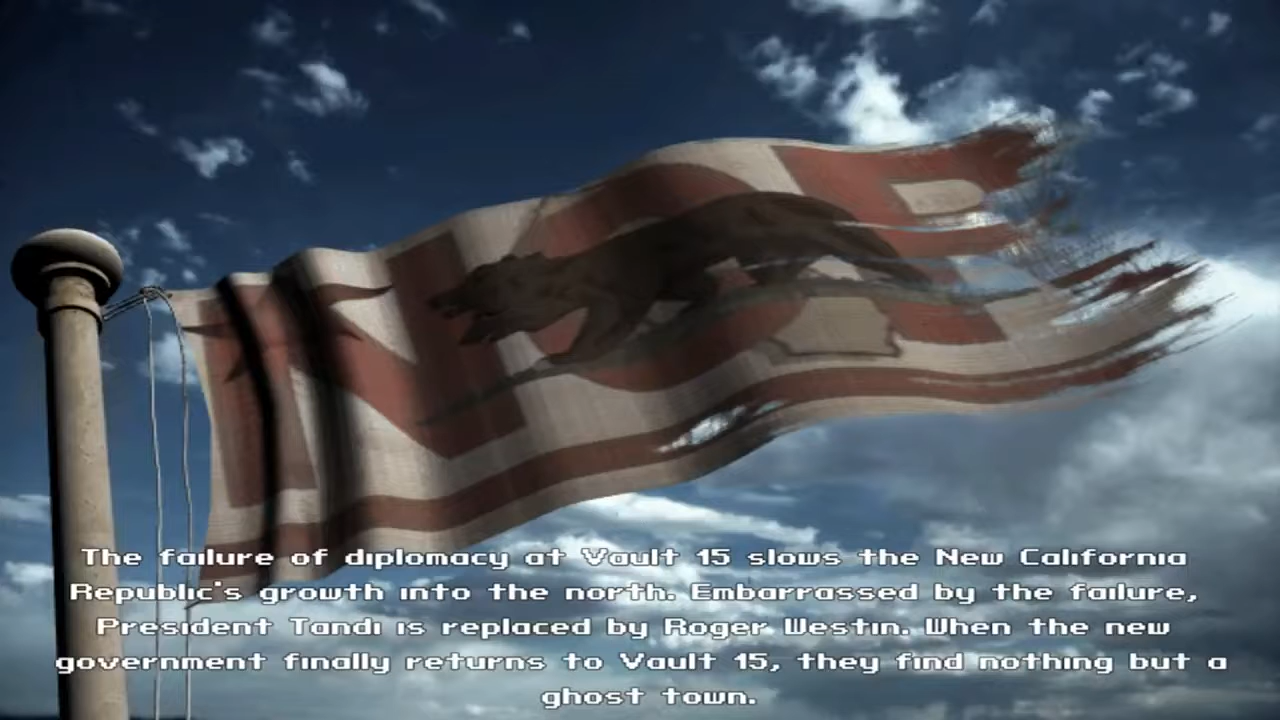 The failure of diplomacy at Vault 15 slows the New California
Republic's growth into the north. Embarrassed by the failure,
President Tandi is replaced by Roger Westin. When the new
government finally returns to Vault 15, they find nothing but a
ghost town.